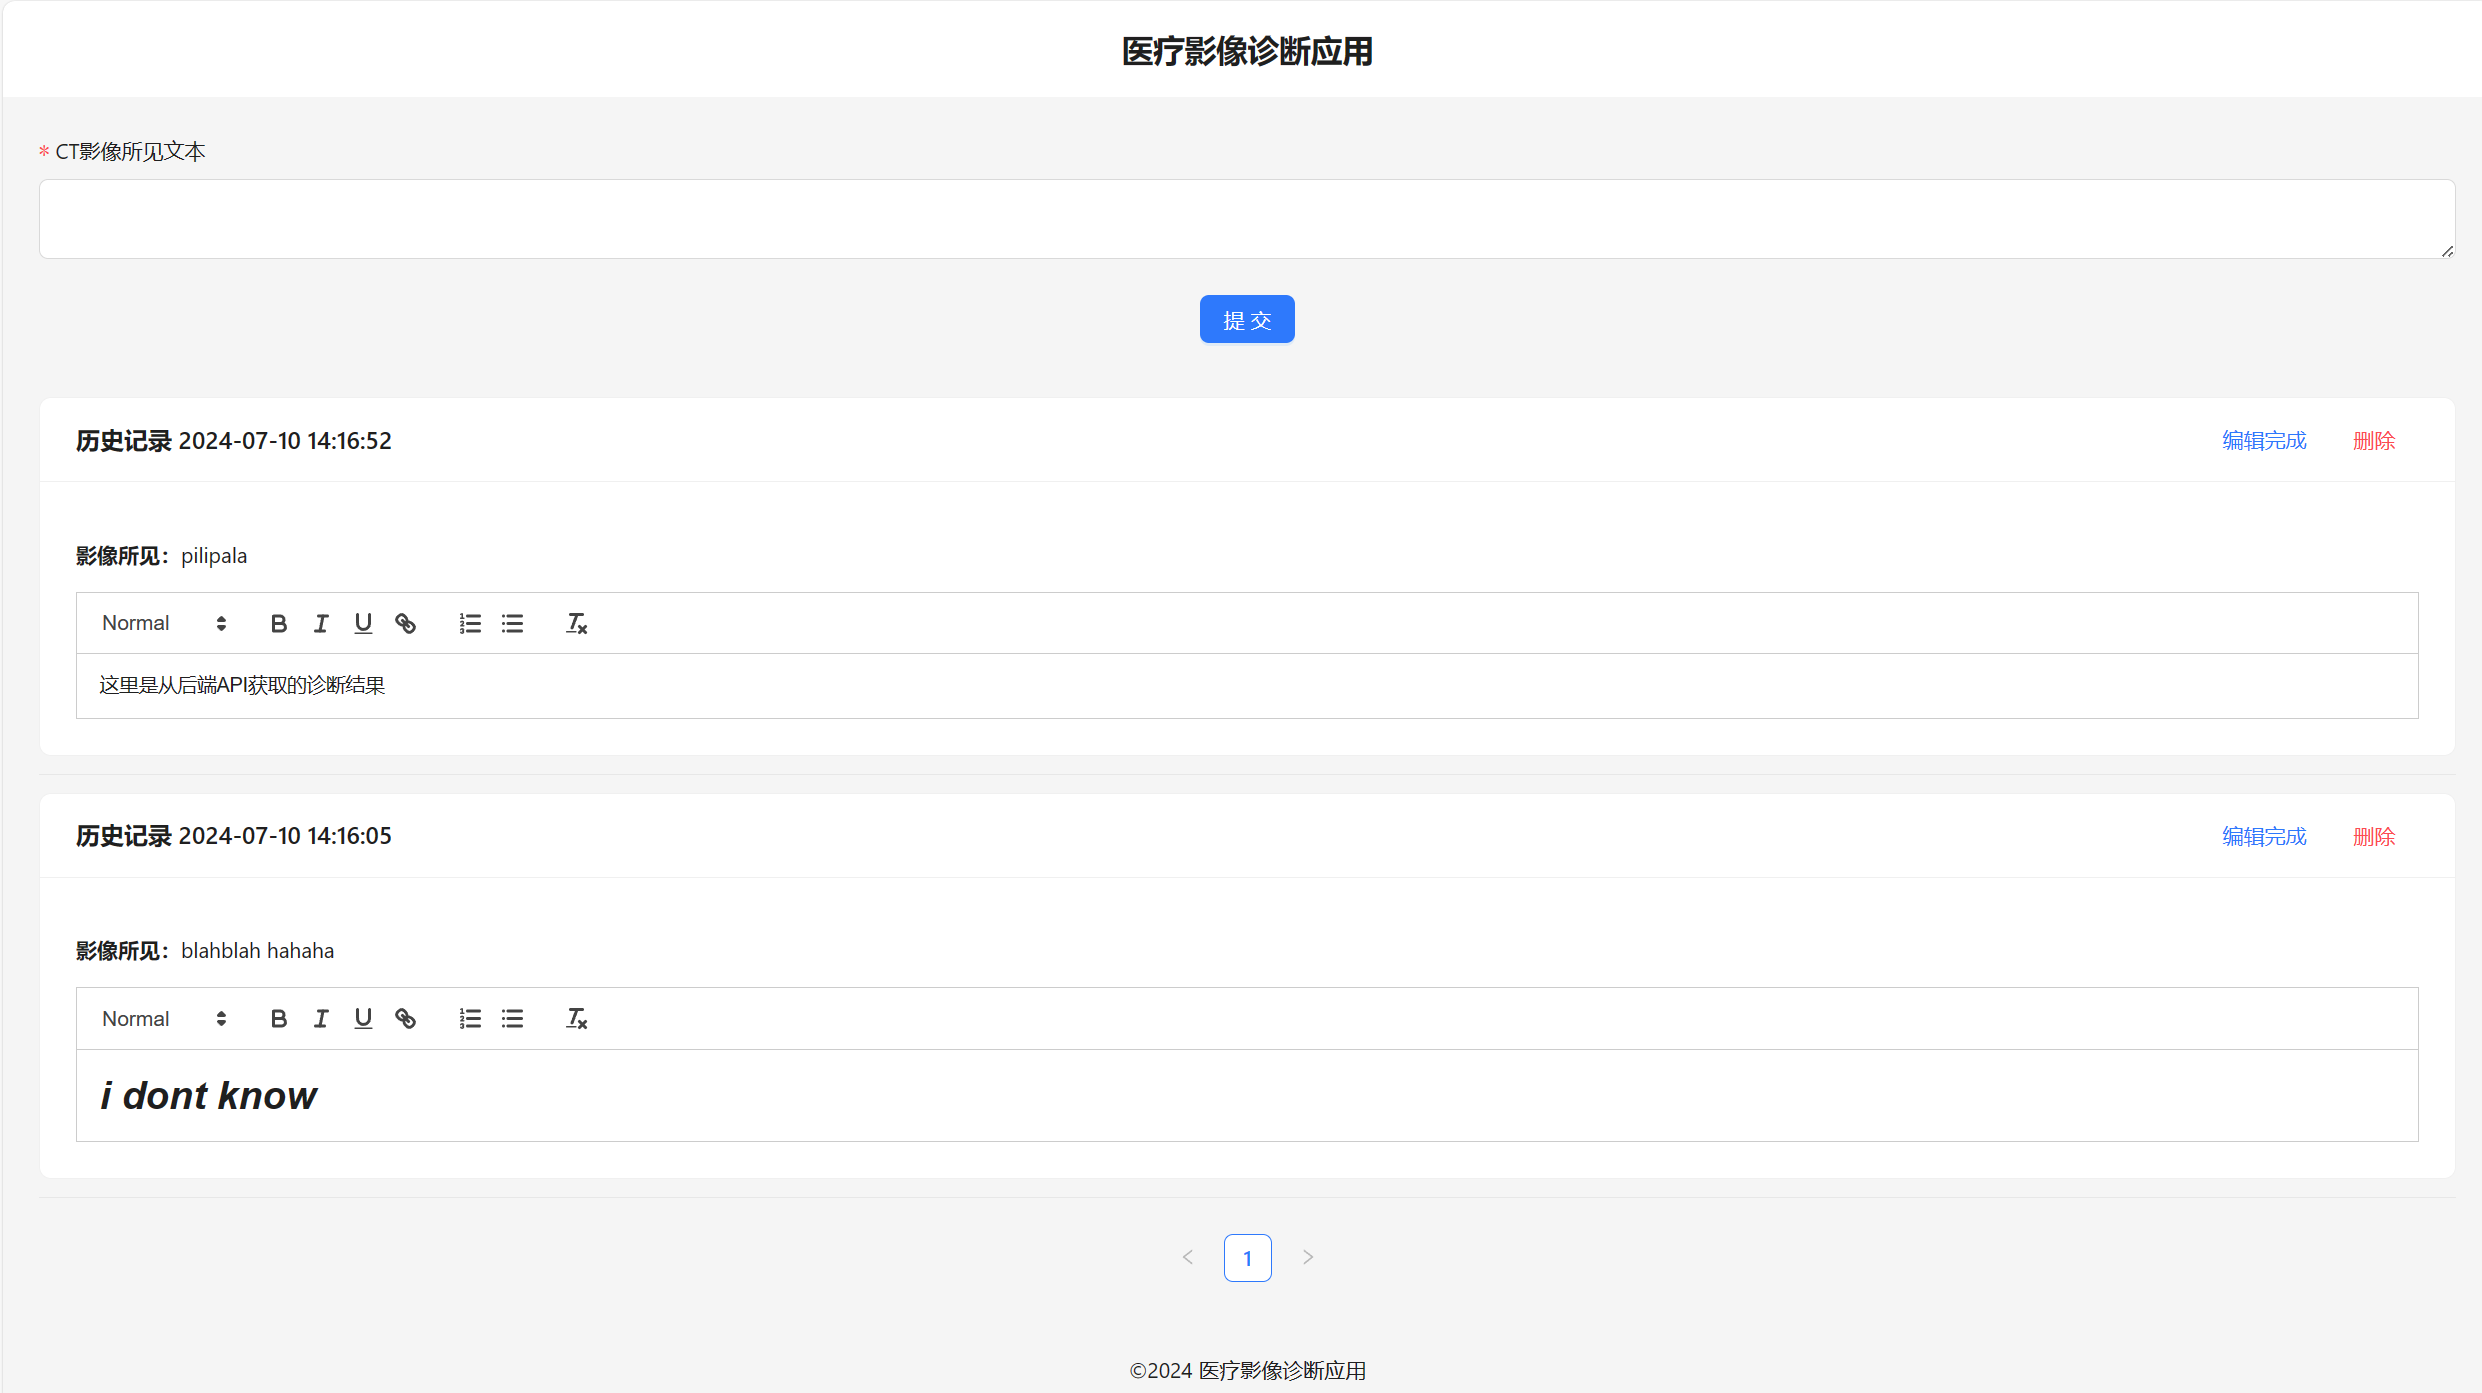 医疗影像诊断应用
* CT影像所见文本
提 交
历史记录 2024-07-10 14:16:52 编辑完成 删除
影像所见：pilipala
Normal
这里是从后端API获取的诊断结果
历史记录 2024-07-10 14:16:05 编辑完成 删除
影像所见：blahblah hahaha
Normal
i dont know
1
©2024 医疗影像诊断应用